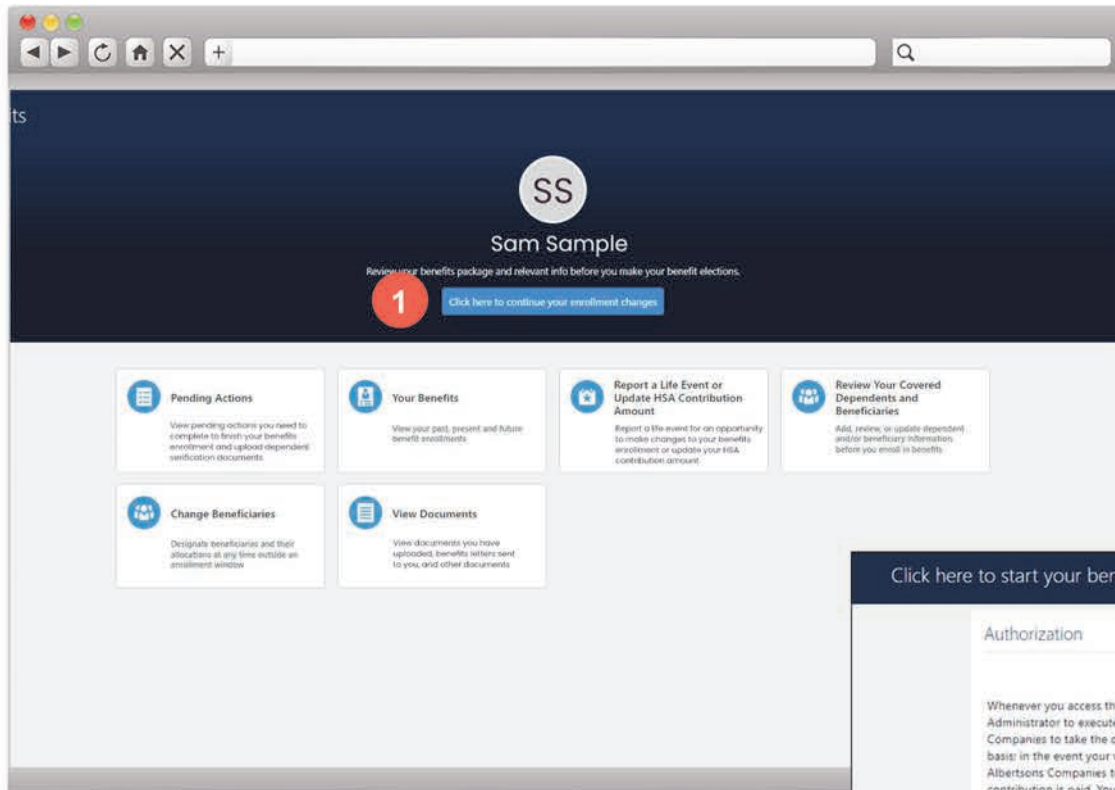 ts
SS
Sam Sample
Review your benefits package and relevant info before you make your benefit elections.
1
Click here to continue your enrollment changes
Pending Actions
View pending actions you need to
complete to finish your benefits
enrollment and upload dependent
verification documents
Your Benefits
View your past, present and future
benefit enrollments
Report a Life Event or
Update HSA Contribution
Amount
Report a life event for an opportunity
to make changes to your benefits
enrollment or update your HSA
contribution amount
Review Your Covered
Dependents and
Beneficiaries
Add, review, or update dependent
and/or beneficiary information
before you enroll in benefits
Change Beneficiaries
Designate beneficiaries and their
allocations at any time outside an
enrollment window
View Documents
View documents you have
uploaded, benefits letters sent
to you, and other documents
Click here to start your ben
Authorization
Whenever you access th
Administrator to execute
Companies to take the
basis: in the event your
Albertsons Companies t
contribution is paid. You